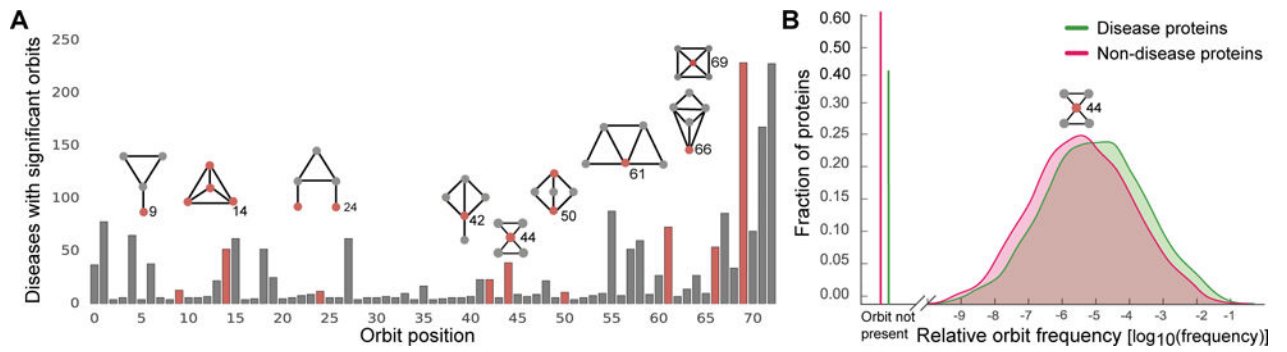 A
Diseases with significant orbits
250
200
150
100
50
0
9
14
24
42
44
50
61
66
69
0 5 10 15 20 25 30 35 40 45 50 55 60 65 70
Orbit position
B
Fraction of proteins
0.60
0.50
0.40
0.30
0.25
0.20
0.15
0.10
0.05
0.00
Disease proteins
Non-disease proteins
44
Orbit not
present
-9 -8 -7 -6 -5 -4 -3 -2 -1
Relative orbit frequency [log10(frequency)]